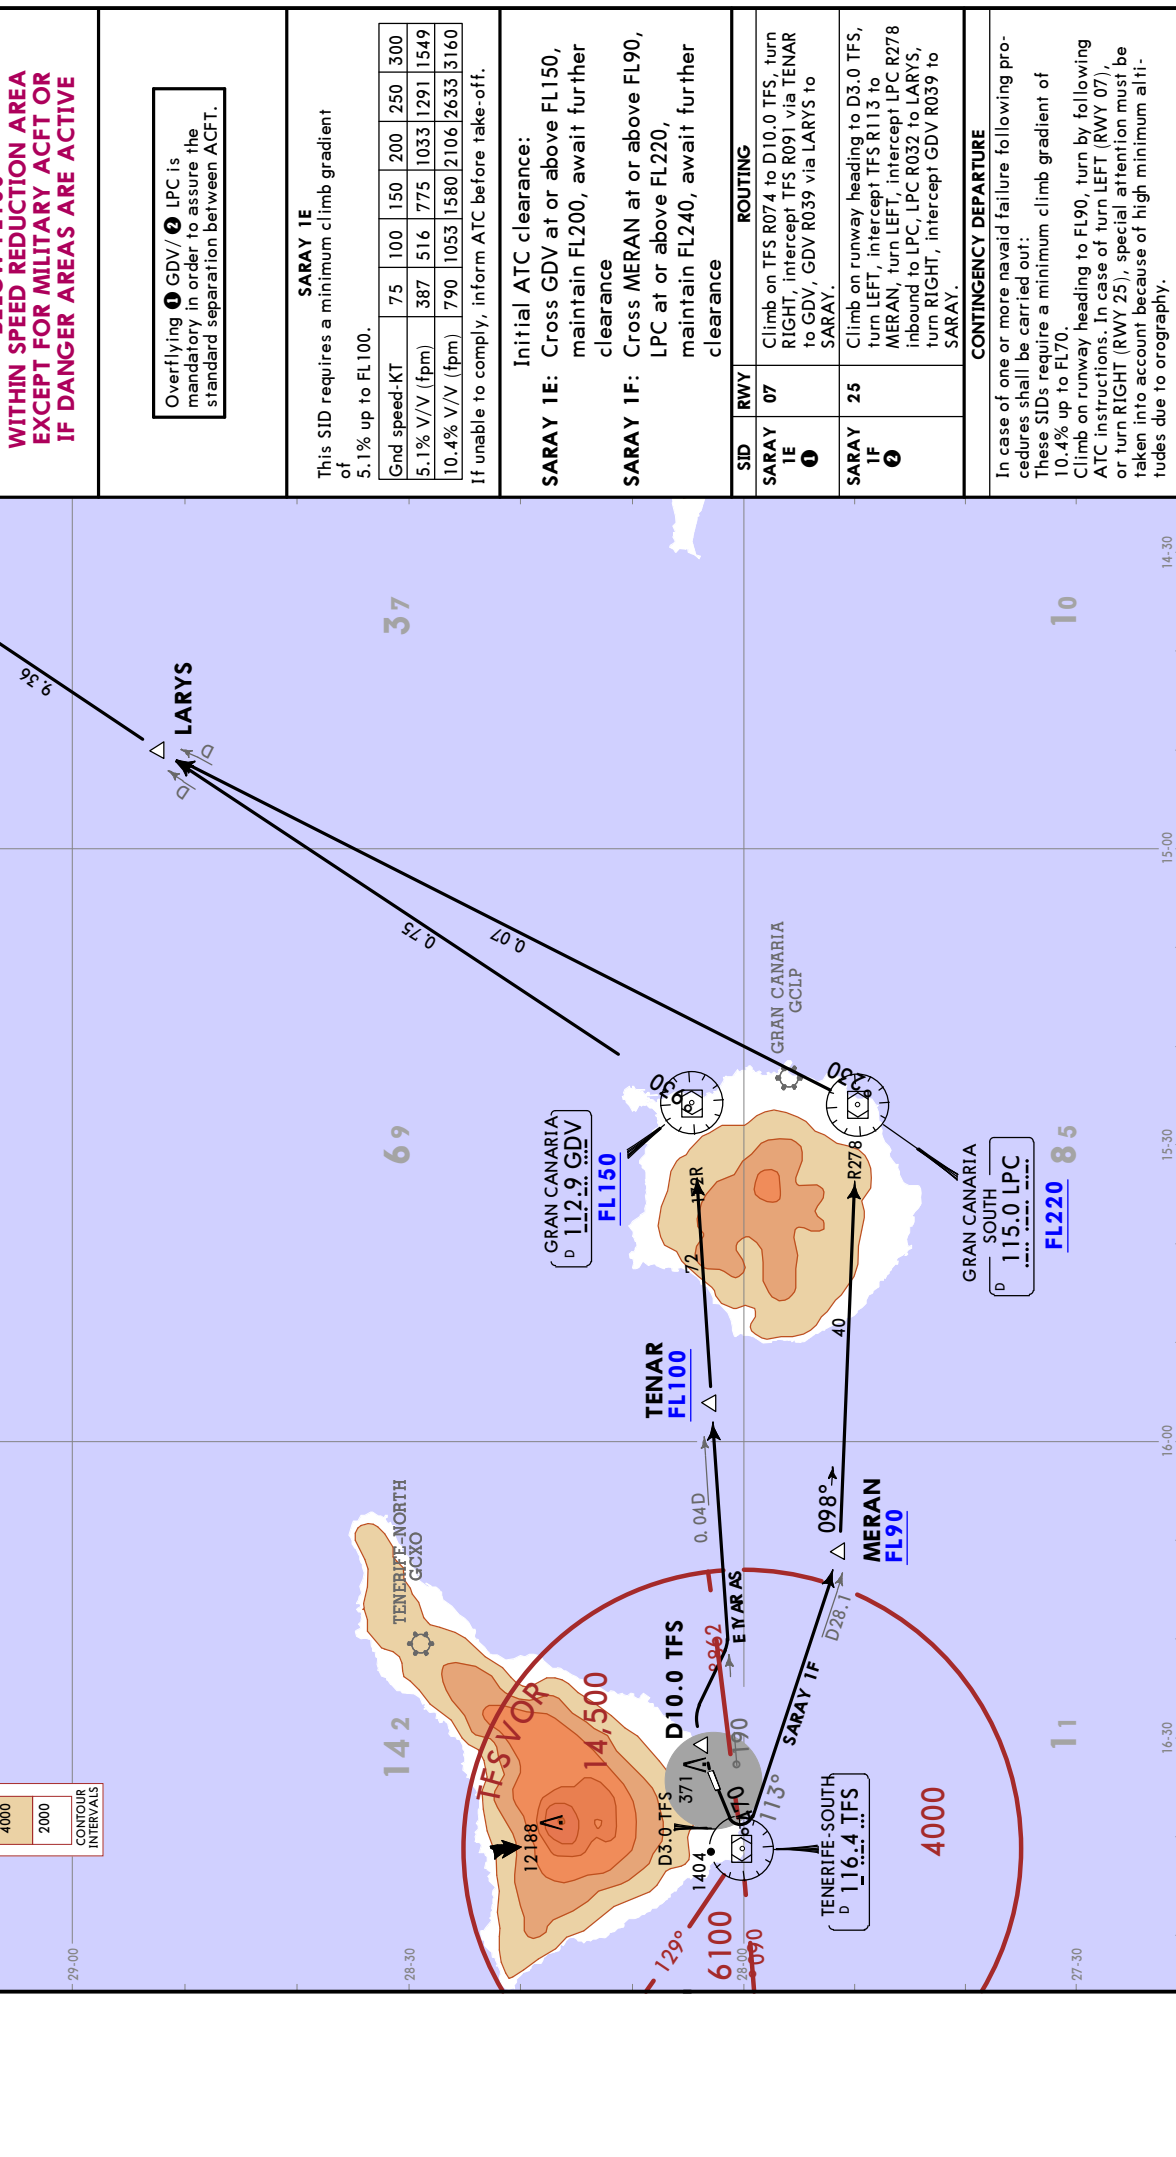 WITHIN SPEED REDUCTION AREA
EXCEPT FOR MILITARY ACFT OR
IF DANGER AREAS ARE ACTIVE
Overflying ❶ GDV/ ❷ LPC is
mandatory in order to assure the
standard separation between ACFT.
SARAY 1E
This SID requires a minimum climb gradient
of
5.1% up to FL100.
Gnd speed-KT 75 100 150 200 250 300
5.1% V/V (fpm) 387 516 775 1033 1291 1549
10.4% V/V (fpm) 790 1053 1580 2106 2633 3160
If unable to comply, inform ATC before take-off.
Initial ATC clearance:
SARAY 1E: Cross GDV at or above FL150,
maintain FL200, await further
clearance
SARAY 1F: Cross MERAN at or above FL90,
LPC at or above FL220,
maintain FL240, await further
clearance
SID RWY ROUTING
SARAY 1E ❶ 07 Climb on TFS R074 to D10.0 TFS, turn
RIGHT, intercept TFS R091 via TENAR
to GDV, GDV R039 via LARYS to
SARAY.
SARAY 1F ❷ 25 Climb on runway heading to D3.0 TFS,
turn LEFT, intercept TFS R113 to
MERAN, turn LEFT, intercept LPC R278
inbound to LPC, LPC R032 to LARYS,
turn RIGHT, intercept GDV R039 to
SARAY.
CONTINGENCY DEPARTURE
In case of one or more navaid failure following pro-
cedures shall be carried out:
These SIDs require a minimum climb gradient of
10.4% up to FL70.
Climb on runway heading to FL90, turn by following
ATC instructions. In case of turn LEFT (RWY 07),
or turn RIGHT (RWY 25), special attention must be
taken into account because of high minimum alti-
tudes due to orography.
9.36
LARYS
D
D
37
10
14-30
15-00
0.75
0.07
GRAN CANARIA
GCLP
69
GRAN CANARIA
D 112.9 GDV
FL150
R278
GRAN CANARIA
SOUTH
D 115.0 LPC
FL220
85
15-30
72
40
TENAR
FL100
0.04D
098°
MERAN
FL90
D28.1
16-00
TENERIFE-NORTH
GCXO
142
TFS VOR
14,500
D10.0 TFS
SARAY 1F
113°
190
11
16-30
4000
2000
CONTOUR
INTERVALS
12188
371
D3.0 TFS
1404
TENERIFE-SOUTH
D 116.4 TFS
4000
129°
6100
090
29-00
28-30
28-00
27-30